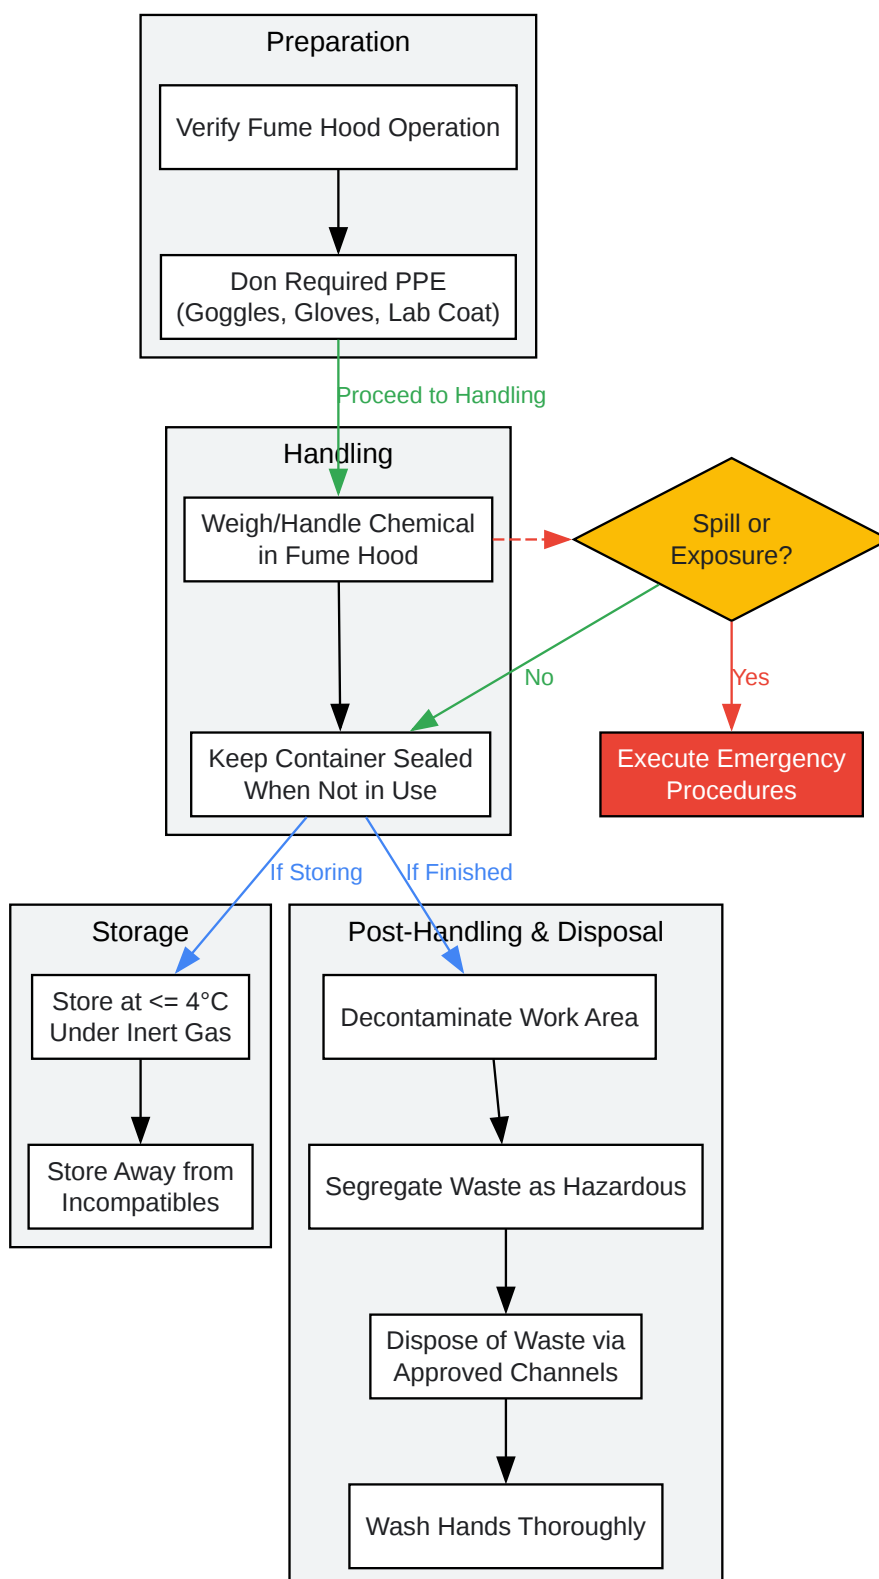 Preparation
Verify Fume Hood Operation
Don Required PPE
(Goggles, Gloves, Lab Coat)
Proceed to Handling
Handling
Weigh/Handle Chemical
in Fume Hood
Spill or
Exposure?
No
Yes
Keep Container Sealed
When Not in Use
Execute Emergency
Procedures
If Storing
If Finished
Storage
Store at <= 4°C
Under Inert Gas
Store Away from
Incompatibles
Post-Handling & Disposal
Decontaminate Work Area
Segregate Waste as Hazardous
Dispose of Waste via
Approved Channels
Wash Hands Thoroughly